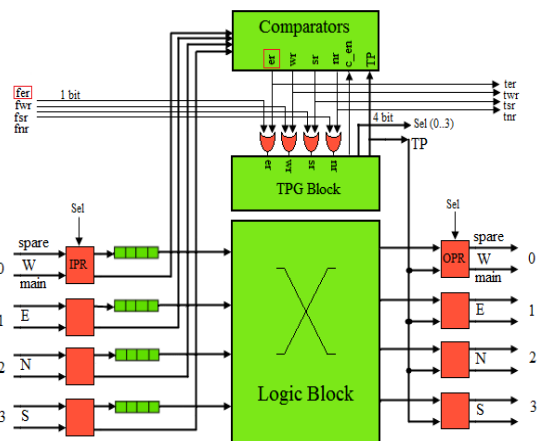 Comparators
er wr sr nr c_en TP
fer
1 bit
fwr
fsr
fnr
ter
twr
tsr
tnr
4 bit
Sel (0..3)
TP
er wr sr nr
TPG Block
Sel
Sel
spare
0
W
main
IPR
OPR
spare
W
0
main
1
E
E
1
2
N
N
2
3
S
S
3
Logic Block